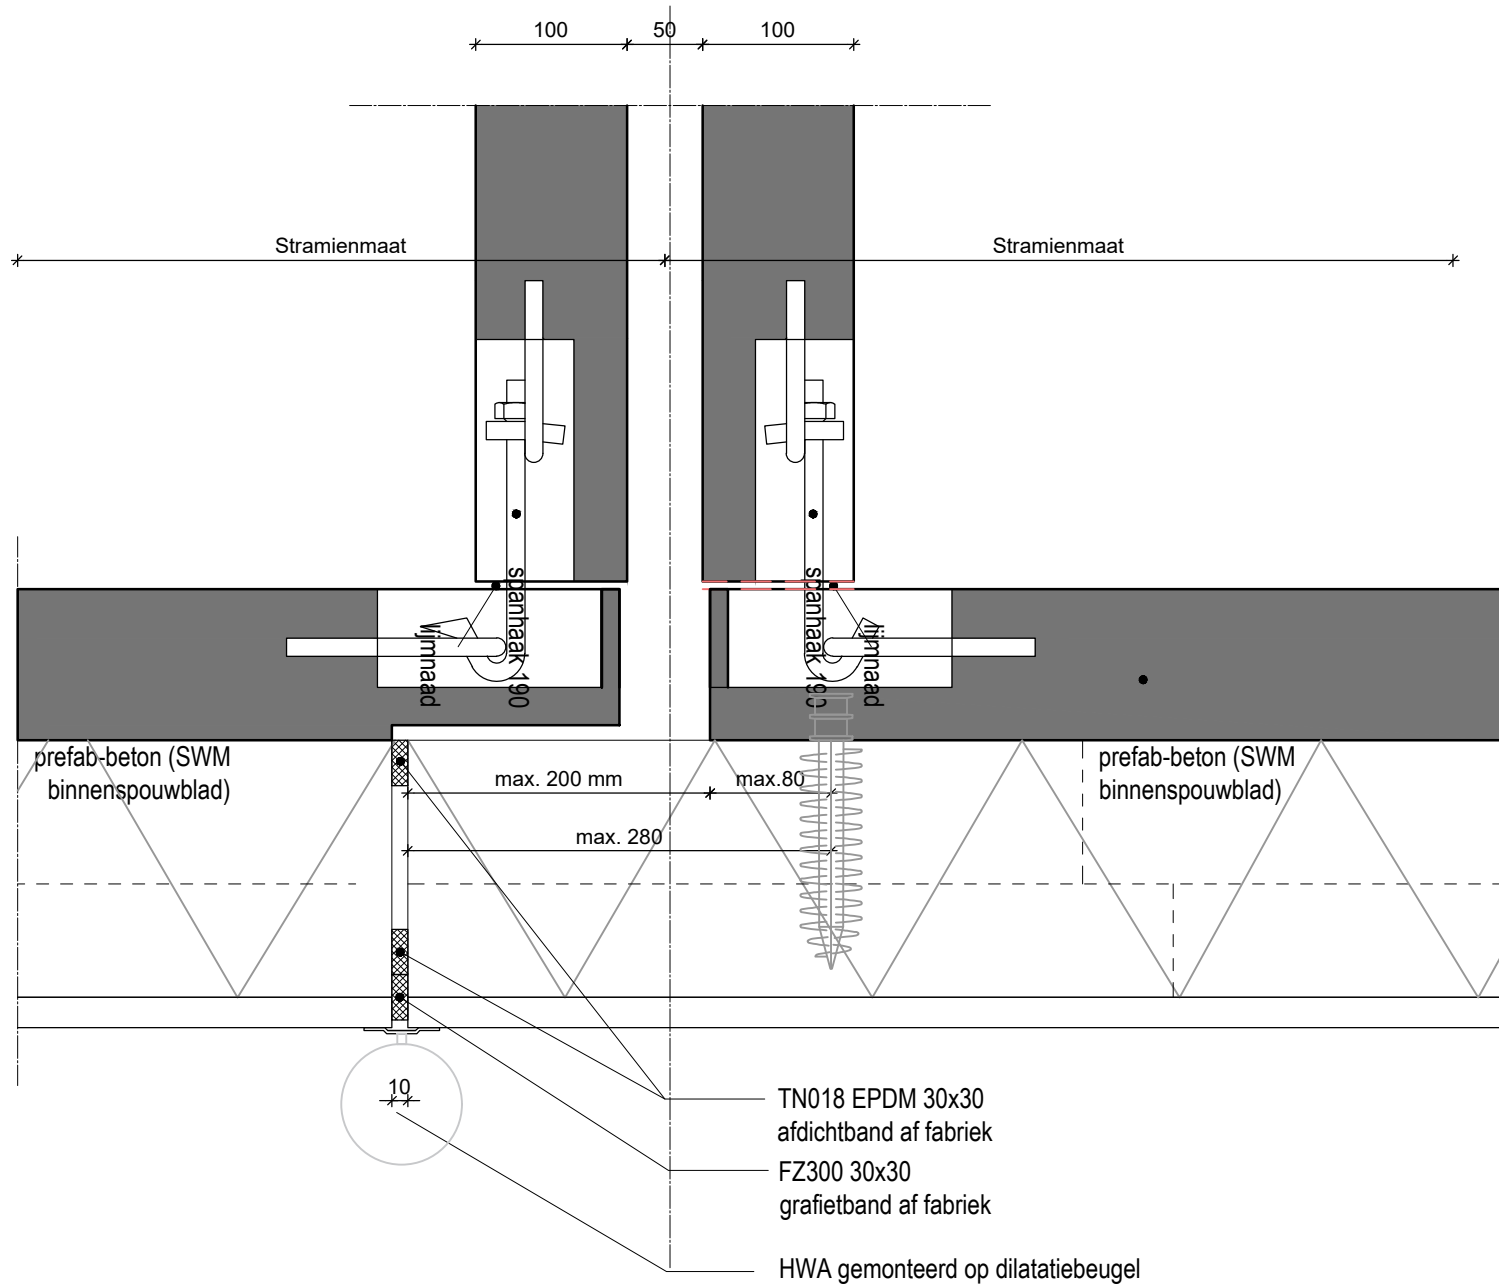 100
50
100
Stramienmaat
Stramienmaat
spanhaak 190
lijmnaad
spanhaak 190
lijmnaad
prefab-beton (SWM
binnenspouwblad)
prefab-beton (SWM
binnenspouwblad)
max. 200 mm
max.80
max. 280
10
TN018 EPDM 30x30
afdichtband af fabriek
FZ300 30x30
grafietband af fabriek
HWA gemonteerd op dilatatiebeugel